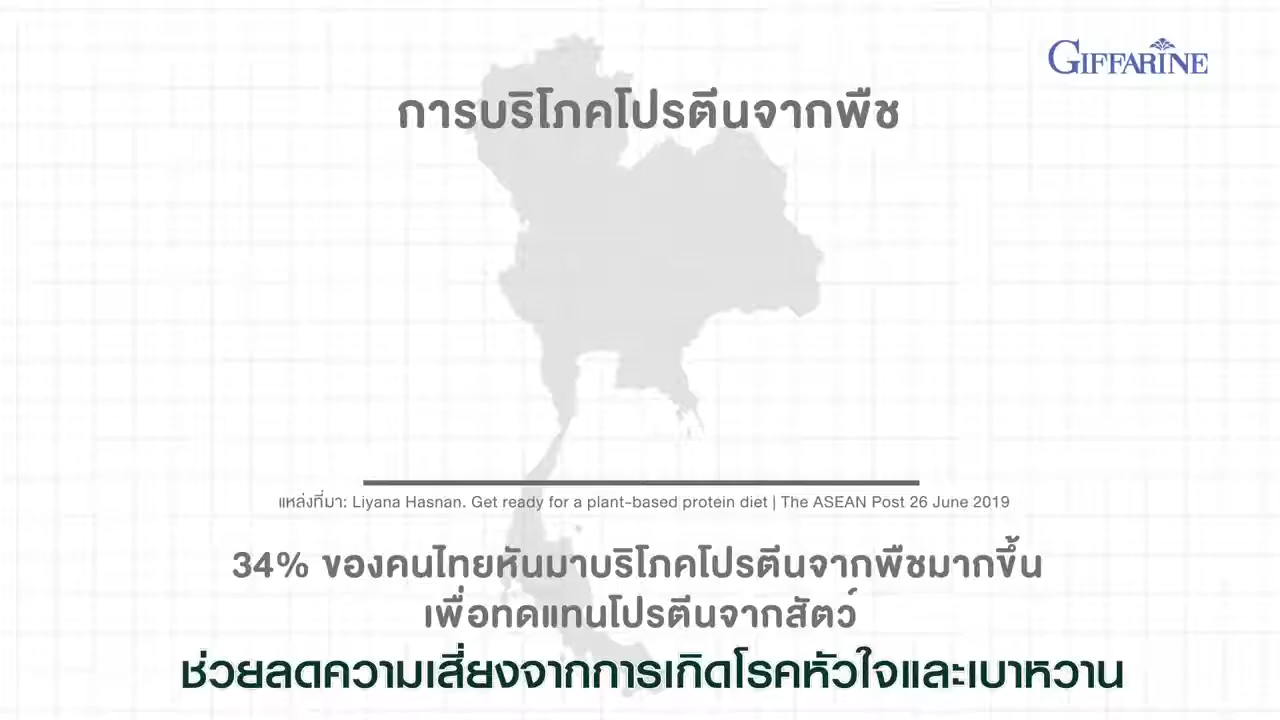 GIFFARINE
การบริโภคโปรตีนจากพืช
แหล่งที่มา: Liyana Hasnan. Get ready for a plant-based protein diet | The ASEAN Post 26 June 2019
34% ของคนไทยหันมาบริโภคโปรตีนจากพืชมากขึ้น
เพื่อทดแทนโปรตีนจากสัตว์
ช่วยลดความเสี่ยงจากการเกิดโรคหัวใจและเบาหวาน